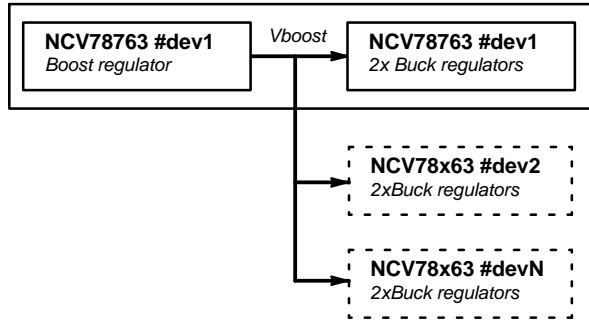 NCV78763 #dev1
Boost regulator
Vboost
NCV78763 #dev1
2x Buck regulators
NCV78x63 #dev2
2xBuck regulators
NCV78x63 #devN
2xBuck regulators